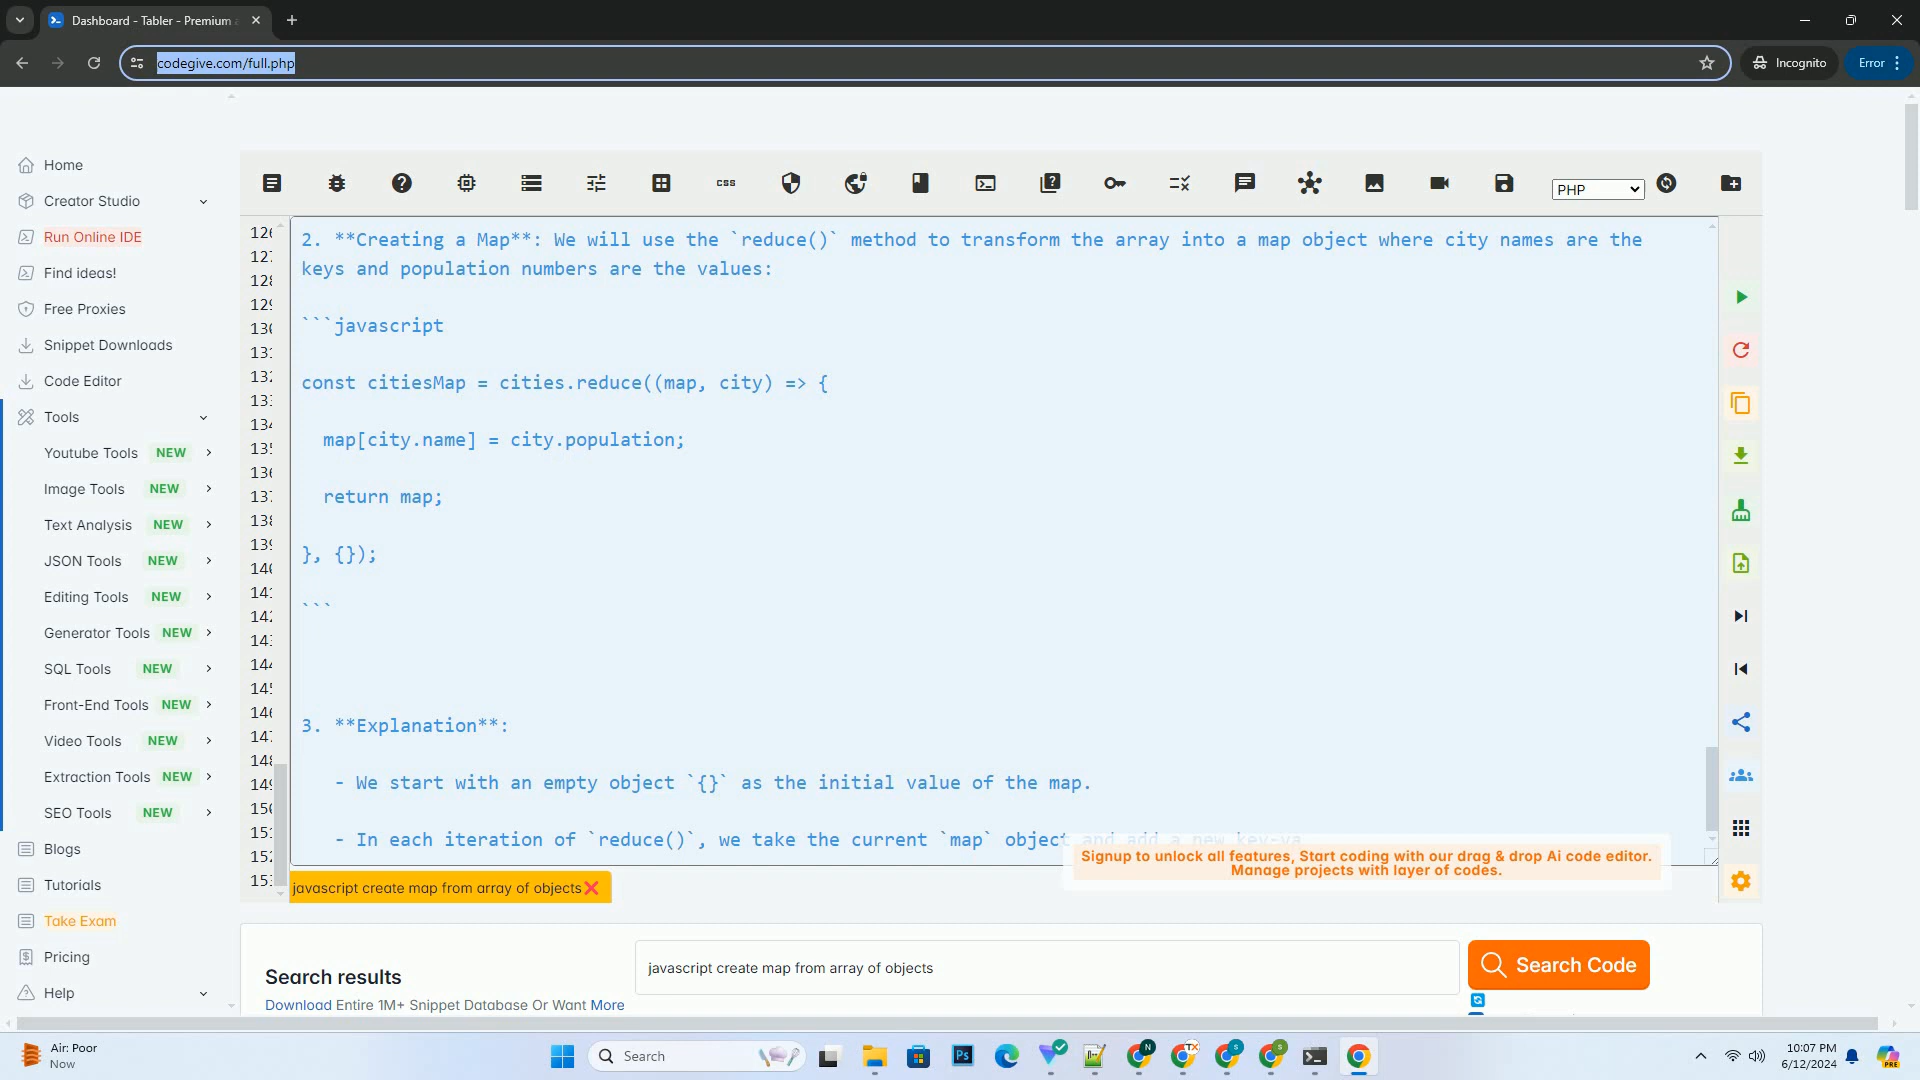 Dashboard - Tabler - Premium
codegive.com/full.php
Incognito
Error
Home
Creator Studio
Run Online IDE
Find ideas!
Free Proxies
Snippet Downloads
Code Editor
Tools
Youtube Tools NEW
Image Tools NEW
Text Analysis NEW
JSON Tools NEW
Editing Tools NEW
Generator Tools NEW
SQL Tools NEW
Front-End Tools NEW
Video Tools NEW
Extraction Tools NEW
SEO Tools NEW
Blogs
Tutorials
Take Exam
Pricing
Help
css
PHP
2. **Creating a Map**: We will use the `reduce()` method to transform the array into a map object where city names are the
keys and population numbers are the values:
```javascript
const citiesMap = cities.reduce((map, city) => {
map[city.name] = city.population;
return map;
}, {});
```
3. **Explanation**:
- We start with an empty object `{}` as the initial value of the map.
- In each iteration of `reduce()`, we take the current `map` object and add a new key-va
Signup to unlock all features, Start coding with our drag & drop Ai code editor.
Manage projects with layer of codes.
javascript create map from array of objects
Search results
javascript create map from array of objects
Search Code
Download Entire 1M+ Snippet Database Or Want More
Air: Poor
Now
Search
10:07 PM
6/12/2024